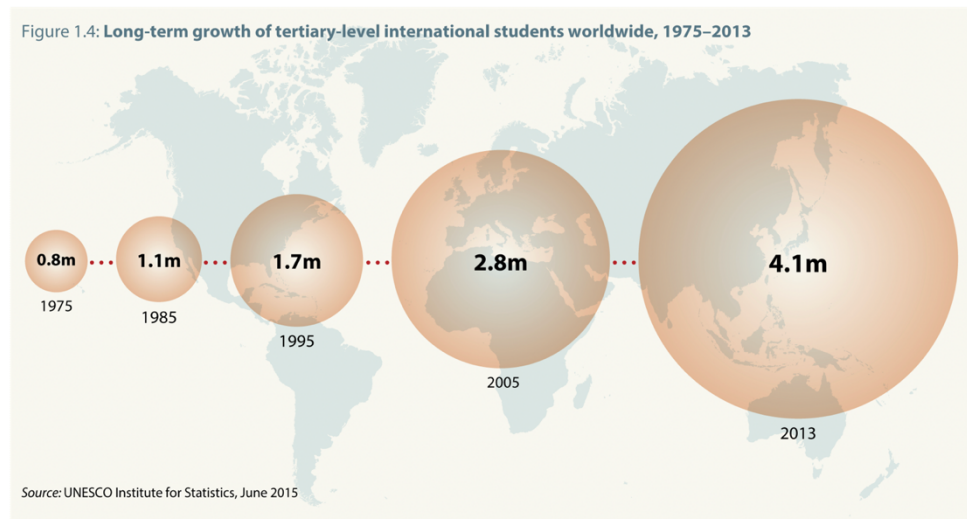 Figure 1.4: Long-term growth of tertiary-level international students worldwide, 1975–2013
0.8m
1975
1.1m
1985
1.7m
1995
2.8m
2005
4.1m
2013
Source: UNESCO Institute for Statistics, June 2015